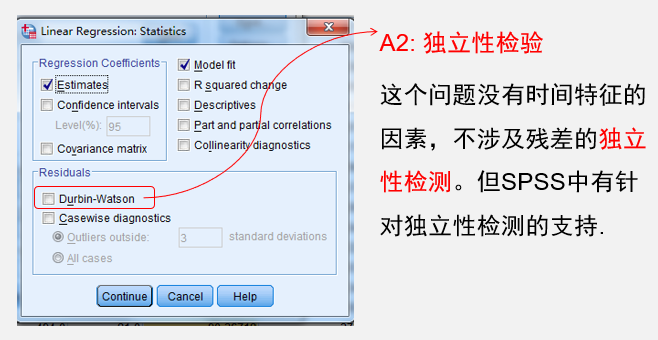 Linear Regression: Statistics
Regression Coefficients
Estimates
Confidence intervals
Level(%): 95
Covariance matrix
Model fit
R squared change
Descriptives
Part and partial correlations
Collinearity diagnostics
Residuals
Durbin-Watson
Casewise diagnostics
Outliers outside: 3 standard deviations
All cases
Continue Cancel Help
A2: 独立性检验
这个问题没有时间特征的
因素，不涉及残差的独立
性检测。但SPSS中有针
对独立性检测的支持.